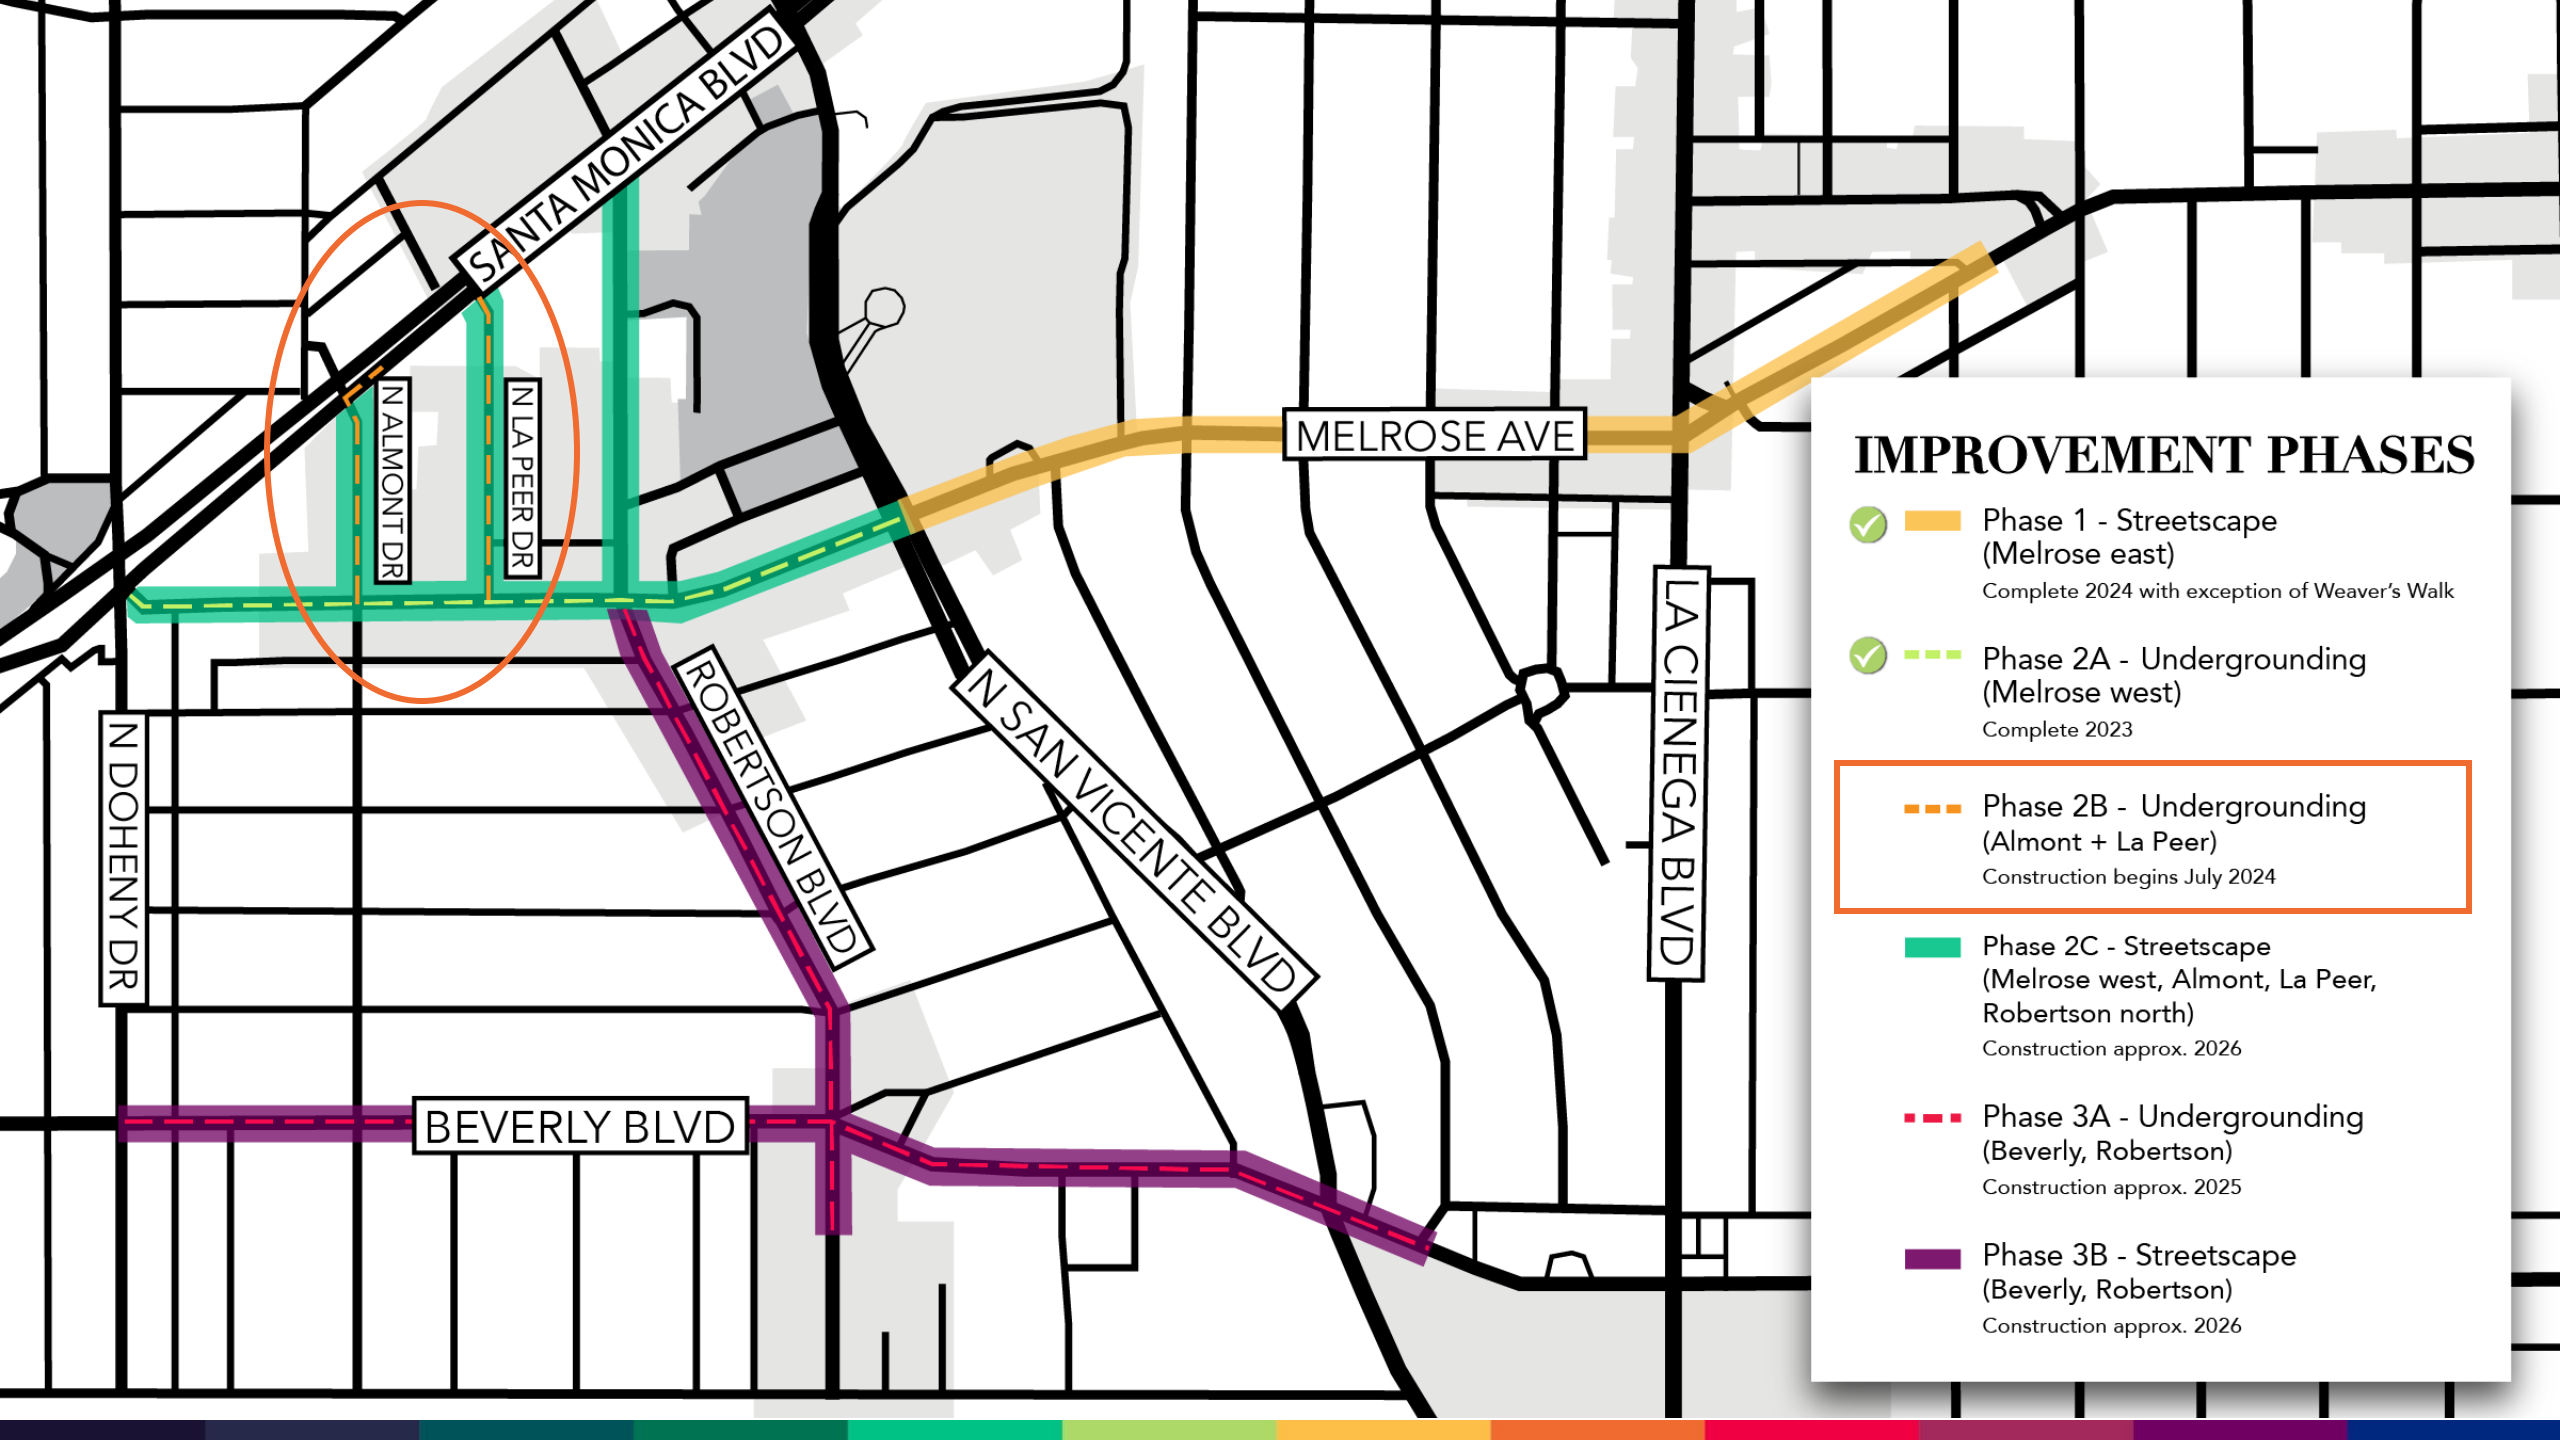 SANTA MONICA BLVD
N ALMONT DR
N LA PEER DR
MELROSE AVE
ROBERTSON BLVD
N SAN VICENTE BLVD
LA CIENEGA BLVD
N DOHENY DR
BEVERLY BLVD
IMPROVEMENT PHASES
Phase 1 - Streetscape
(Melrose east)
Complete 2024 with exception of Weaver's Walk
Phase 2A - Undergrounding
(Melrose west)
Complete 2023
Phase 2B - Undergrounding
(Almont + La Peer)
Construction begins July 2024
Phase 2C - Streetscape
(Melrose west, Almont, La Peer,
Robertson north)
Construction approx. 2026
Phase 3A - Undergrounding
(Beverly, Robertson)
Construction approx. 2025
Phase 3B - Streetscape
(Beverly, Robertson)
Construction approx. 2026